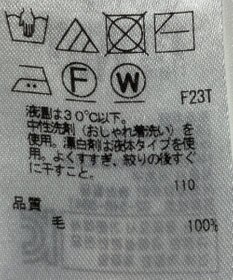 F
W
F23T
液温は30℃以下。
中性洗剤（おしゃれ着洗い）を
使用。漂白剤は液体タイプを使
用。よくすすぎ、絞りの後すぐ
に干すこと。
110
品質
毛 100%